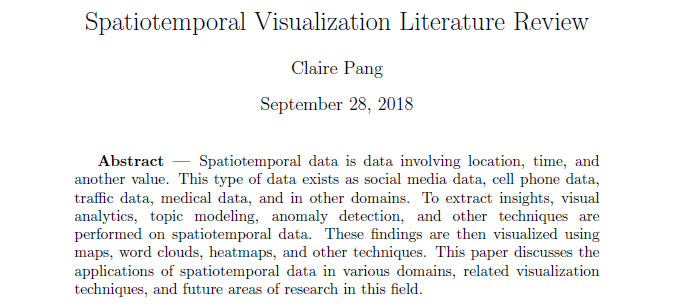 Spatiotemporal Visualization Literature Review
Claire Pang
September 28, 2018
Abstract — Spatiotemporal data is data involving location, time, and
another value. This type of data exists as social media data, cell phone data,
traffic data, medical data, and in other domains. To extract insights, visual
analytics, topic modeling, anomaly detection, and other techniques are
performed on spatiotemporal data. These findings are then visualized using
maps, word clouds, heatmaps, and other techniques. This paper discusses the
applications of spatiotemporal data in various domains, related visualization
techniques, and future areas of research in this field.